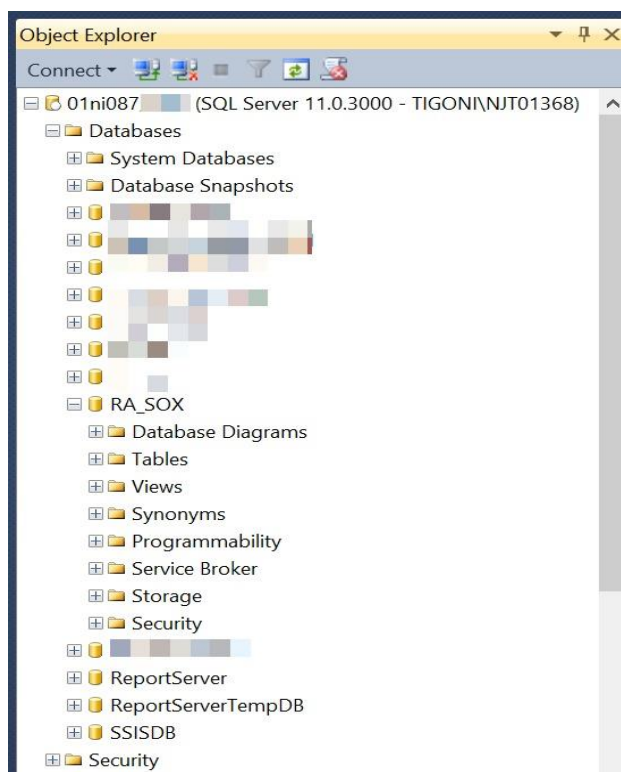 Object Explorer
Connect
01ni087 (SQL Server 11.0.3000 - TIGONI\NJT01368)
Databases
System Databases
Database Snapshots
RA_SOX
Database Diagrams
Tables
Views
Synonyms
Programmability
Service Broker
Storage
Security
ReportServer
ReportServerTempDB
SSISDB
Security